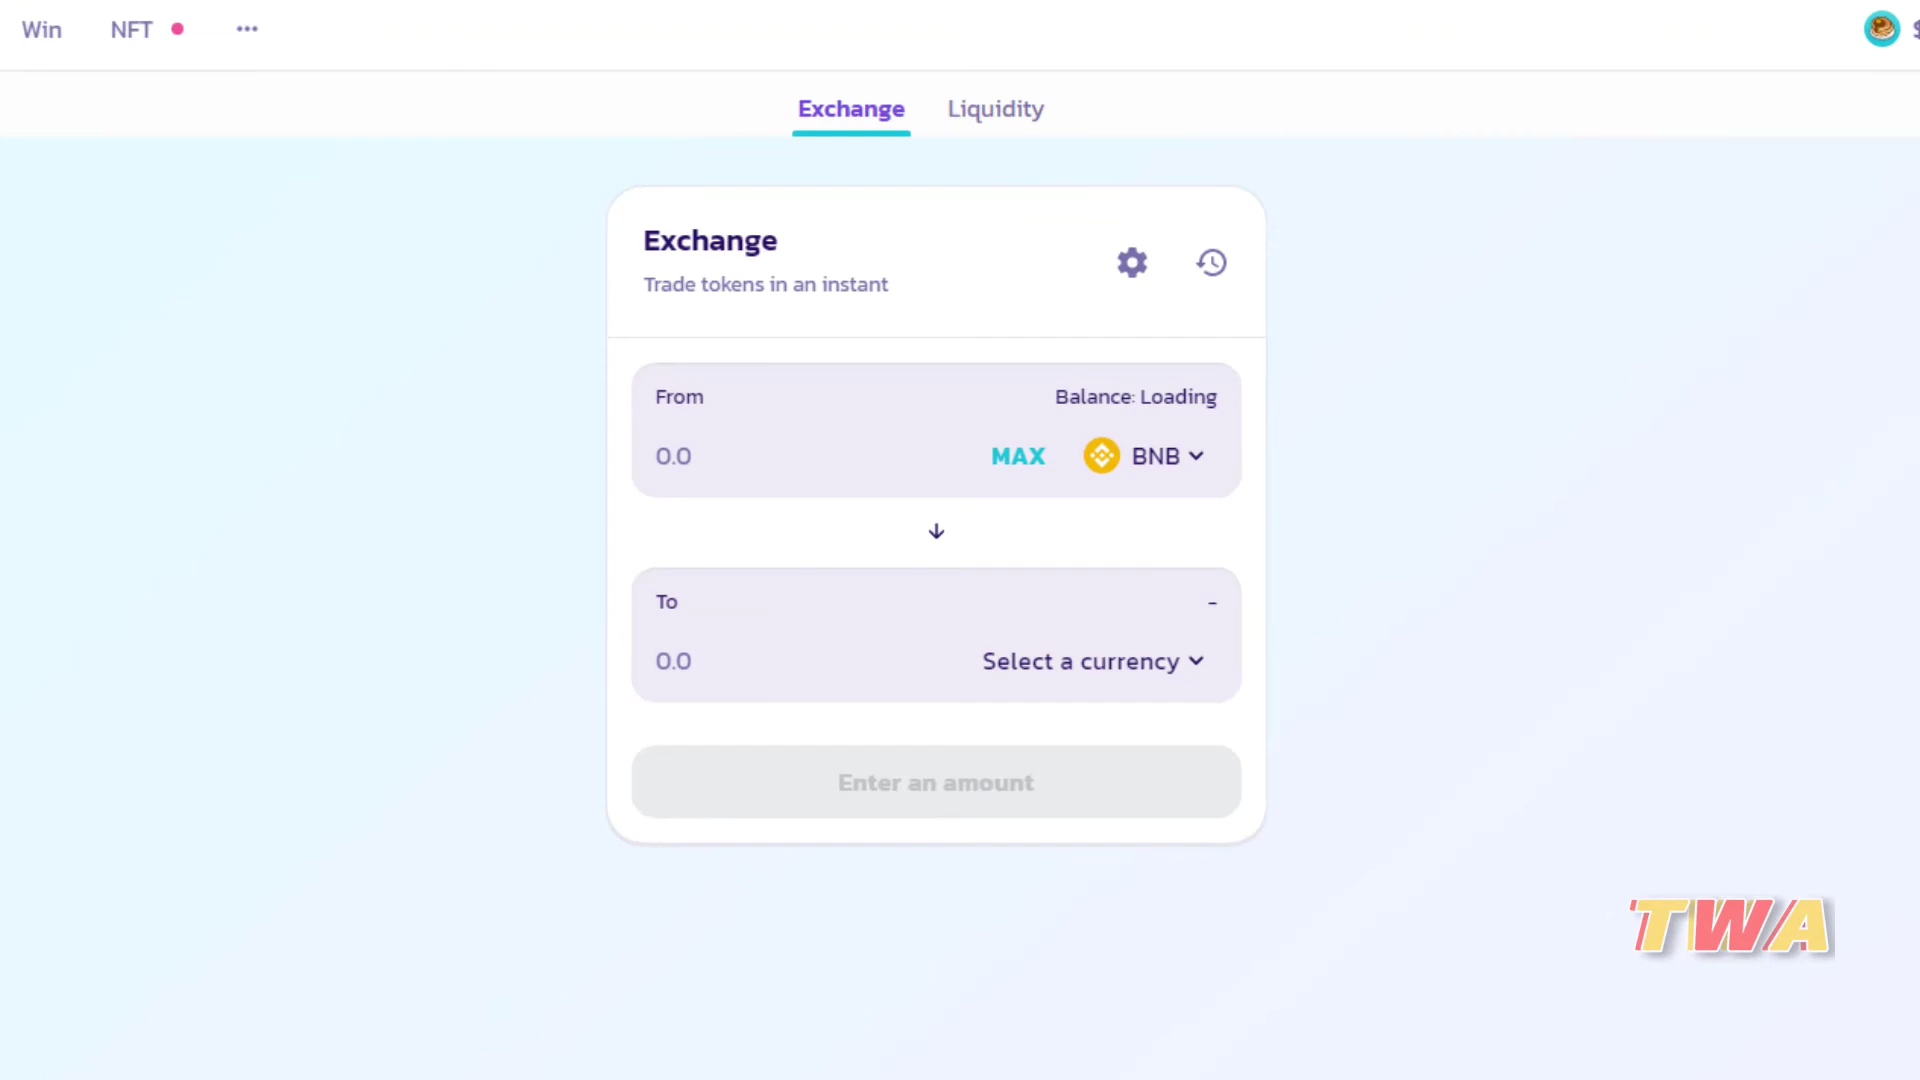 Win NFT $
Exchange Liquidity
Exchange
Trade tokens in an instant
From Balance: Loading
0.0 MAX BNB
To -
0.0 Select a currency
Enter an amount
TWA